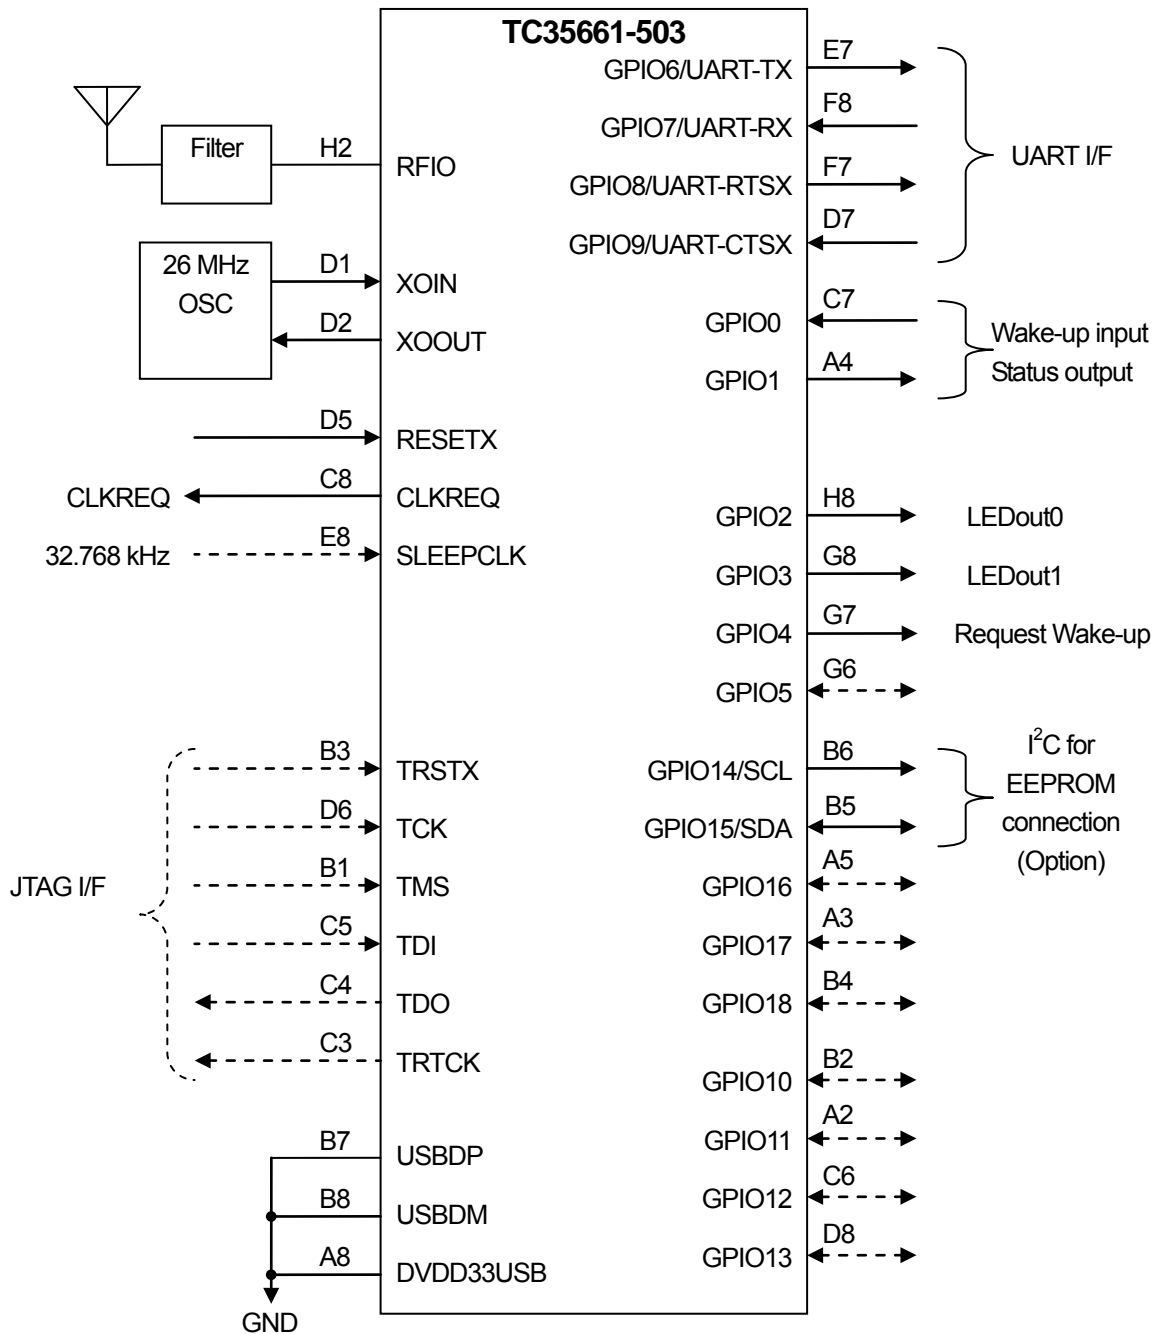 TC35661-503
Filter
H2
RFIO
26 MHz
OSC
D1
XOIN
D2
XOOUT
D5
RESETX
CLKREQ
C8
CLKREQ
32.768 kHz
E8
SLEEPCLK
JTAG I/F
B3
TRSTX
D6
TCK
B1
TMS
C5
TDI
C4
TDO
C3
TRTCK
B7
USBDP
B8
USBDM
A8
DVDD33USB
GND
GPIO6/UART-TX
E7
GPIO7/UART-RX
F8
GPIO8/UART-RTSX
F7
GPIO9/UART-CTSX
D7
UART I/F
GPIO0
C7
GPIO1
A4
Wake-up input
Status output
GPIO2
H8
LEDout0
GPIO3
G8
LEDout1
GPIO4
G7
Request Wake-up
GPIO5
G6
GPIO14/SCL
B6
GPIO15/SDA
B5
I²C for
EEPROM
connection
(Option)
GPIO16
A5
GPIO17
A3
GPIO18
B4
GPIO10
B2
GPIO11
A2
GPIO12
C6
GPIO13
D8